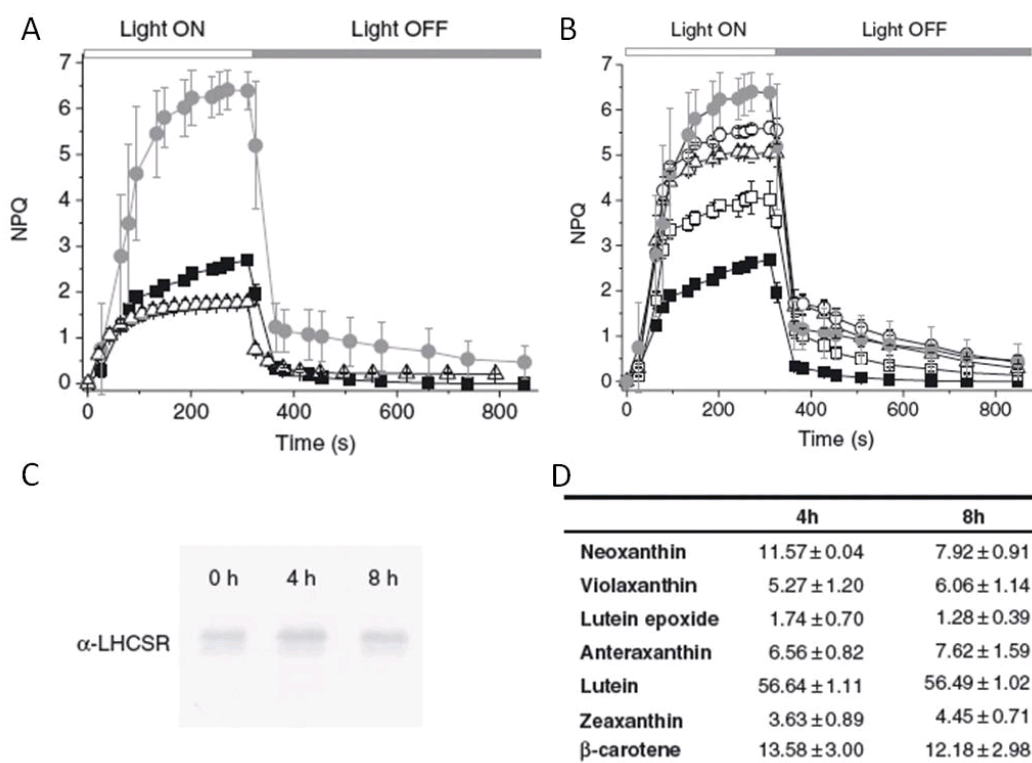 A
Light ON Light OFF
7
6
5
4
3
2
1
0
NPQ
0 200 400 600 800
Time (s)
B
Light ON Light OFF
7
6
5
4
3
2
1
0
NPQ
0 200 400 600 800
Time (s)
C
0 h 4 h 8 h
α-LHCSR
D
4h 8h
Neoxanthin 11.57 ± 0.04 7.92 ± 0.91
Violaxanthin 5.27 ± 1.20 6.06 ± 1.14
Lutein epoxide 1.74 ± 0.70 1.28 ± 0.39
Anteraxanthin 6.56 ± 0.82 7.62 ± 1.59
Lutein 56.64 ± 1.11 56.49 ± 1.02
Zeaxanthin 3.63 ± 0.89 4.45 ± 0.71
β-carotene 13.58 ± 3.00 12.18 ± 2.98